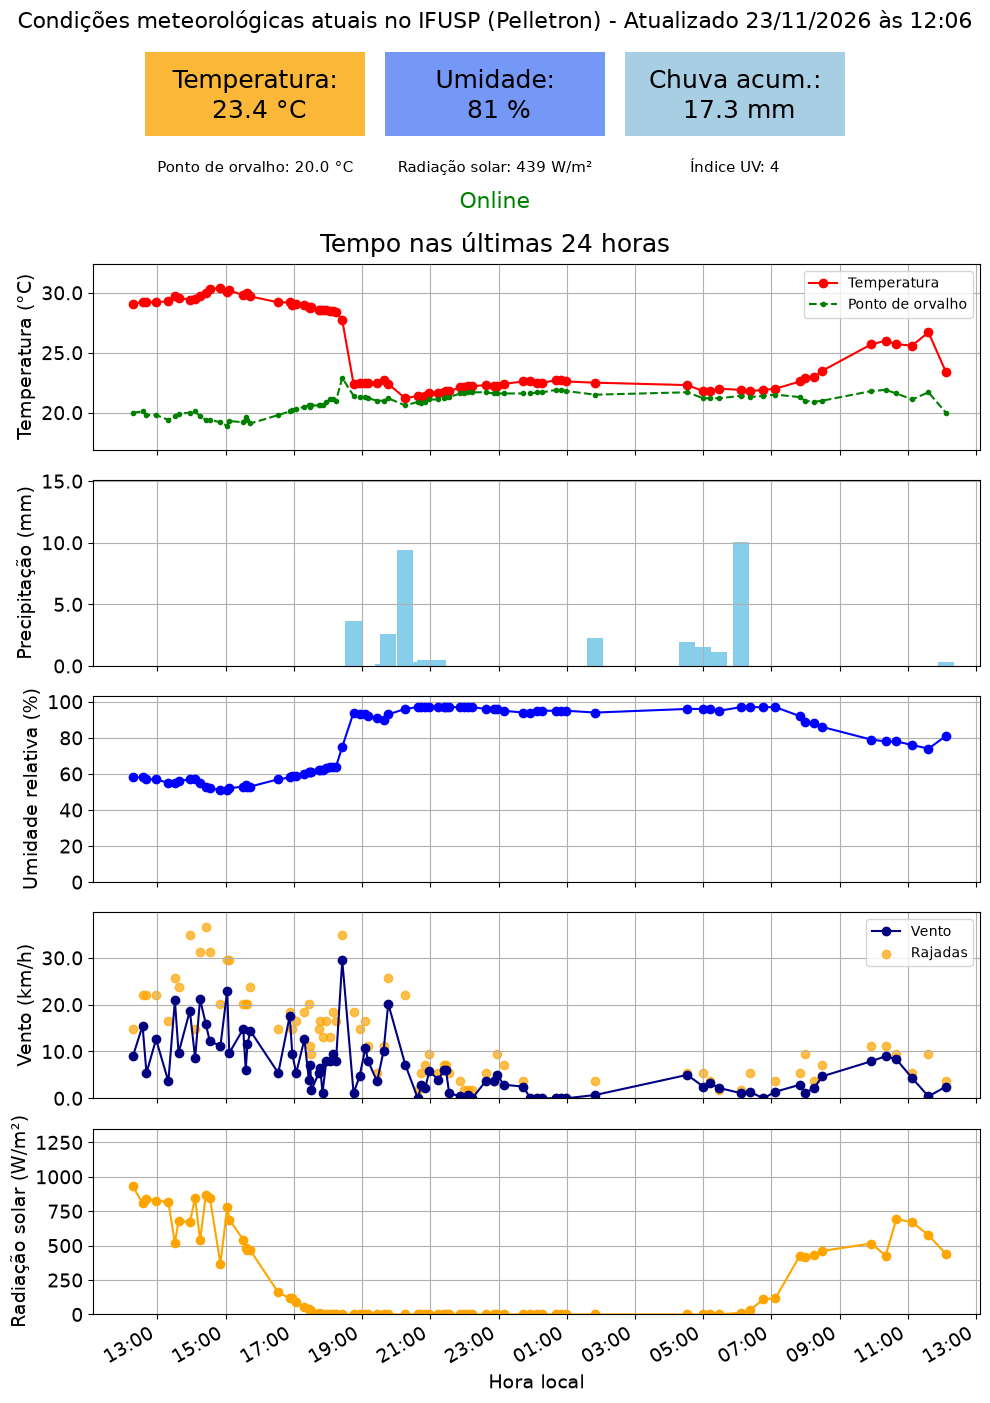 Condições meteorológicas atuais no IFUSP (Pelletron) - Atualizado 23/11/2026 às 12:06
Temperatura:
23.4 °C
Umidade:
81 %
Chuva acum.:
17.3 mm
Ponto de orvalho: 20.0 °C
Radiação solar: 439 W/m²
Índice UV: 4
Online
Tempo nas últimas 24 horas
Temperatura (°C)
30.0
25.0
20.0
Temperatura
Ponto de orvalho
Precipitação (mm)
15.0
10.0
5.0
0.0
Umidade relativa (%)
100
80
60
40
20
0
Vento (km/h)
30.0
20.0
10.0
0.0
Vento
Rajadas
Radiação solar (W/m²)
1250
1000
750
500
250
0
13:00
15:00
17:00
19:00
21:00
23:00
01:00
03:00
05:00
07:00
09:00
11:00
13:00
Hora local